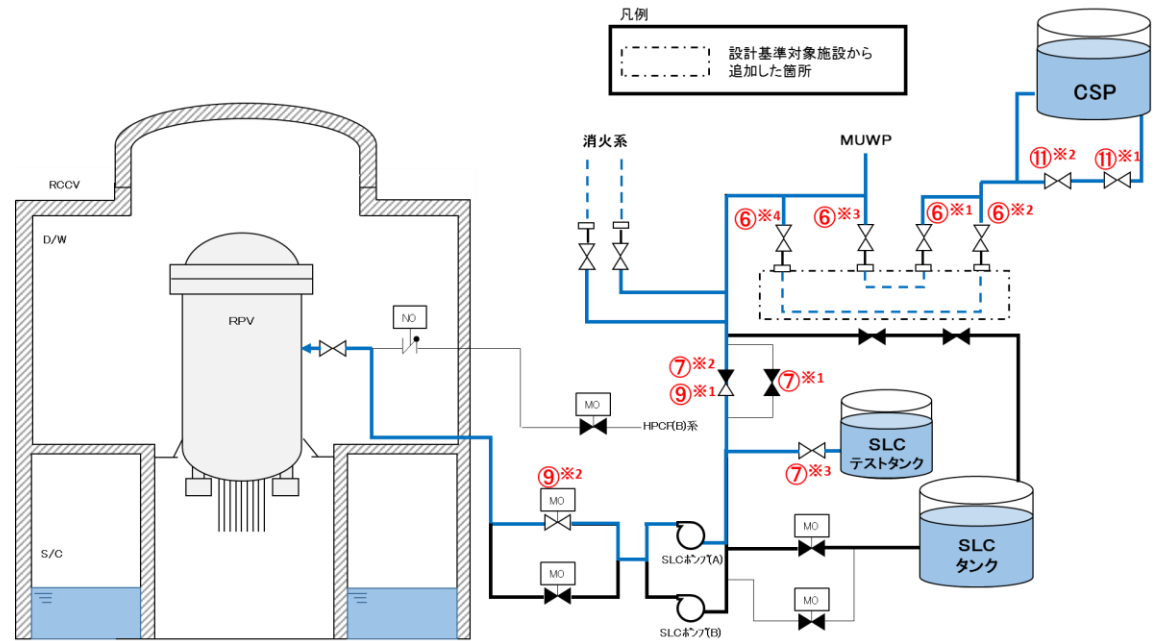 凡例
設計基準対象施設から
追加した箇所
CSP
消火系
MUWP
⑪※2
⑪※1
RCCV
⑥※4
⑥※3
⑥※1
⑥※2
D/W
RPV
NO
⑦※2
⑨※1
⑦※1
MO
HPCF(B)系
SLC
テストタンク
⑦※3
⑨※2
MO
MO
SLC
タンク
S/C
SLCポンプ(A)
MO
MO
SLCポンプ(B)